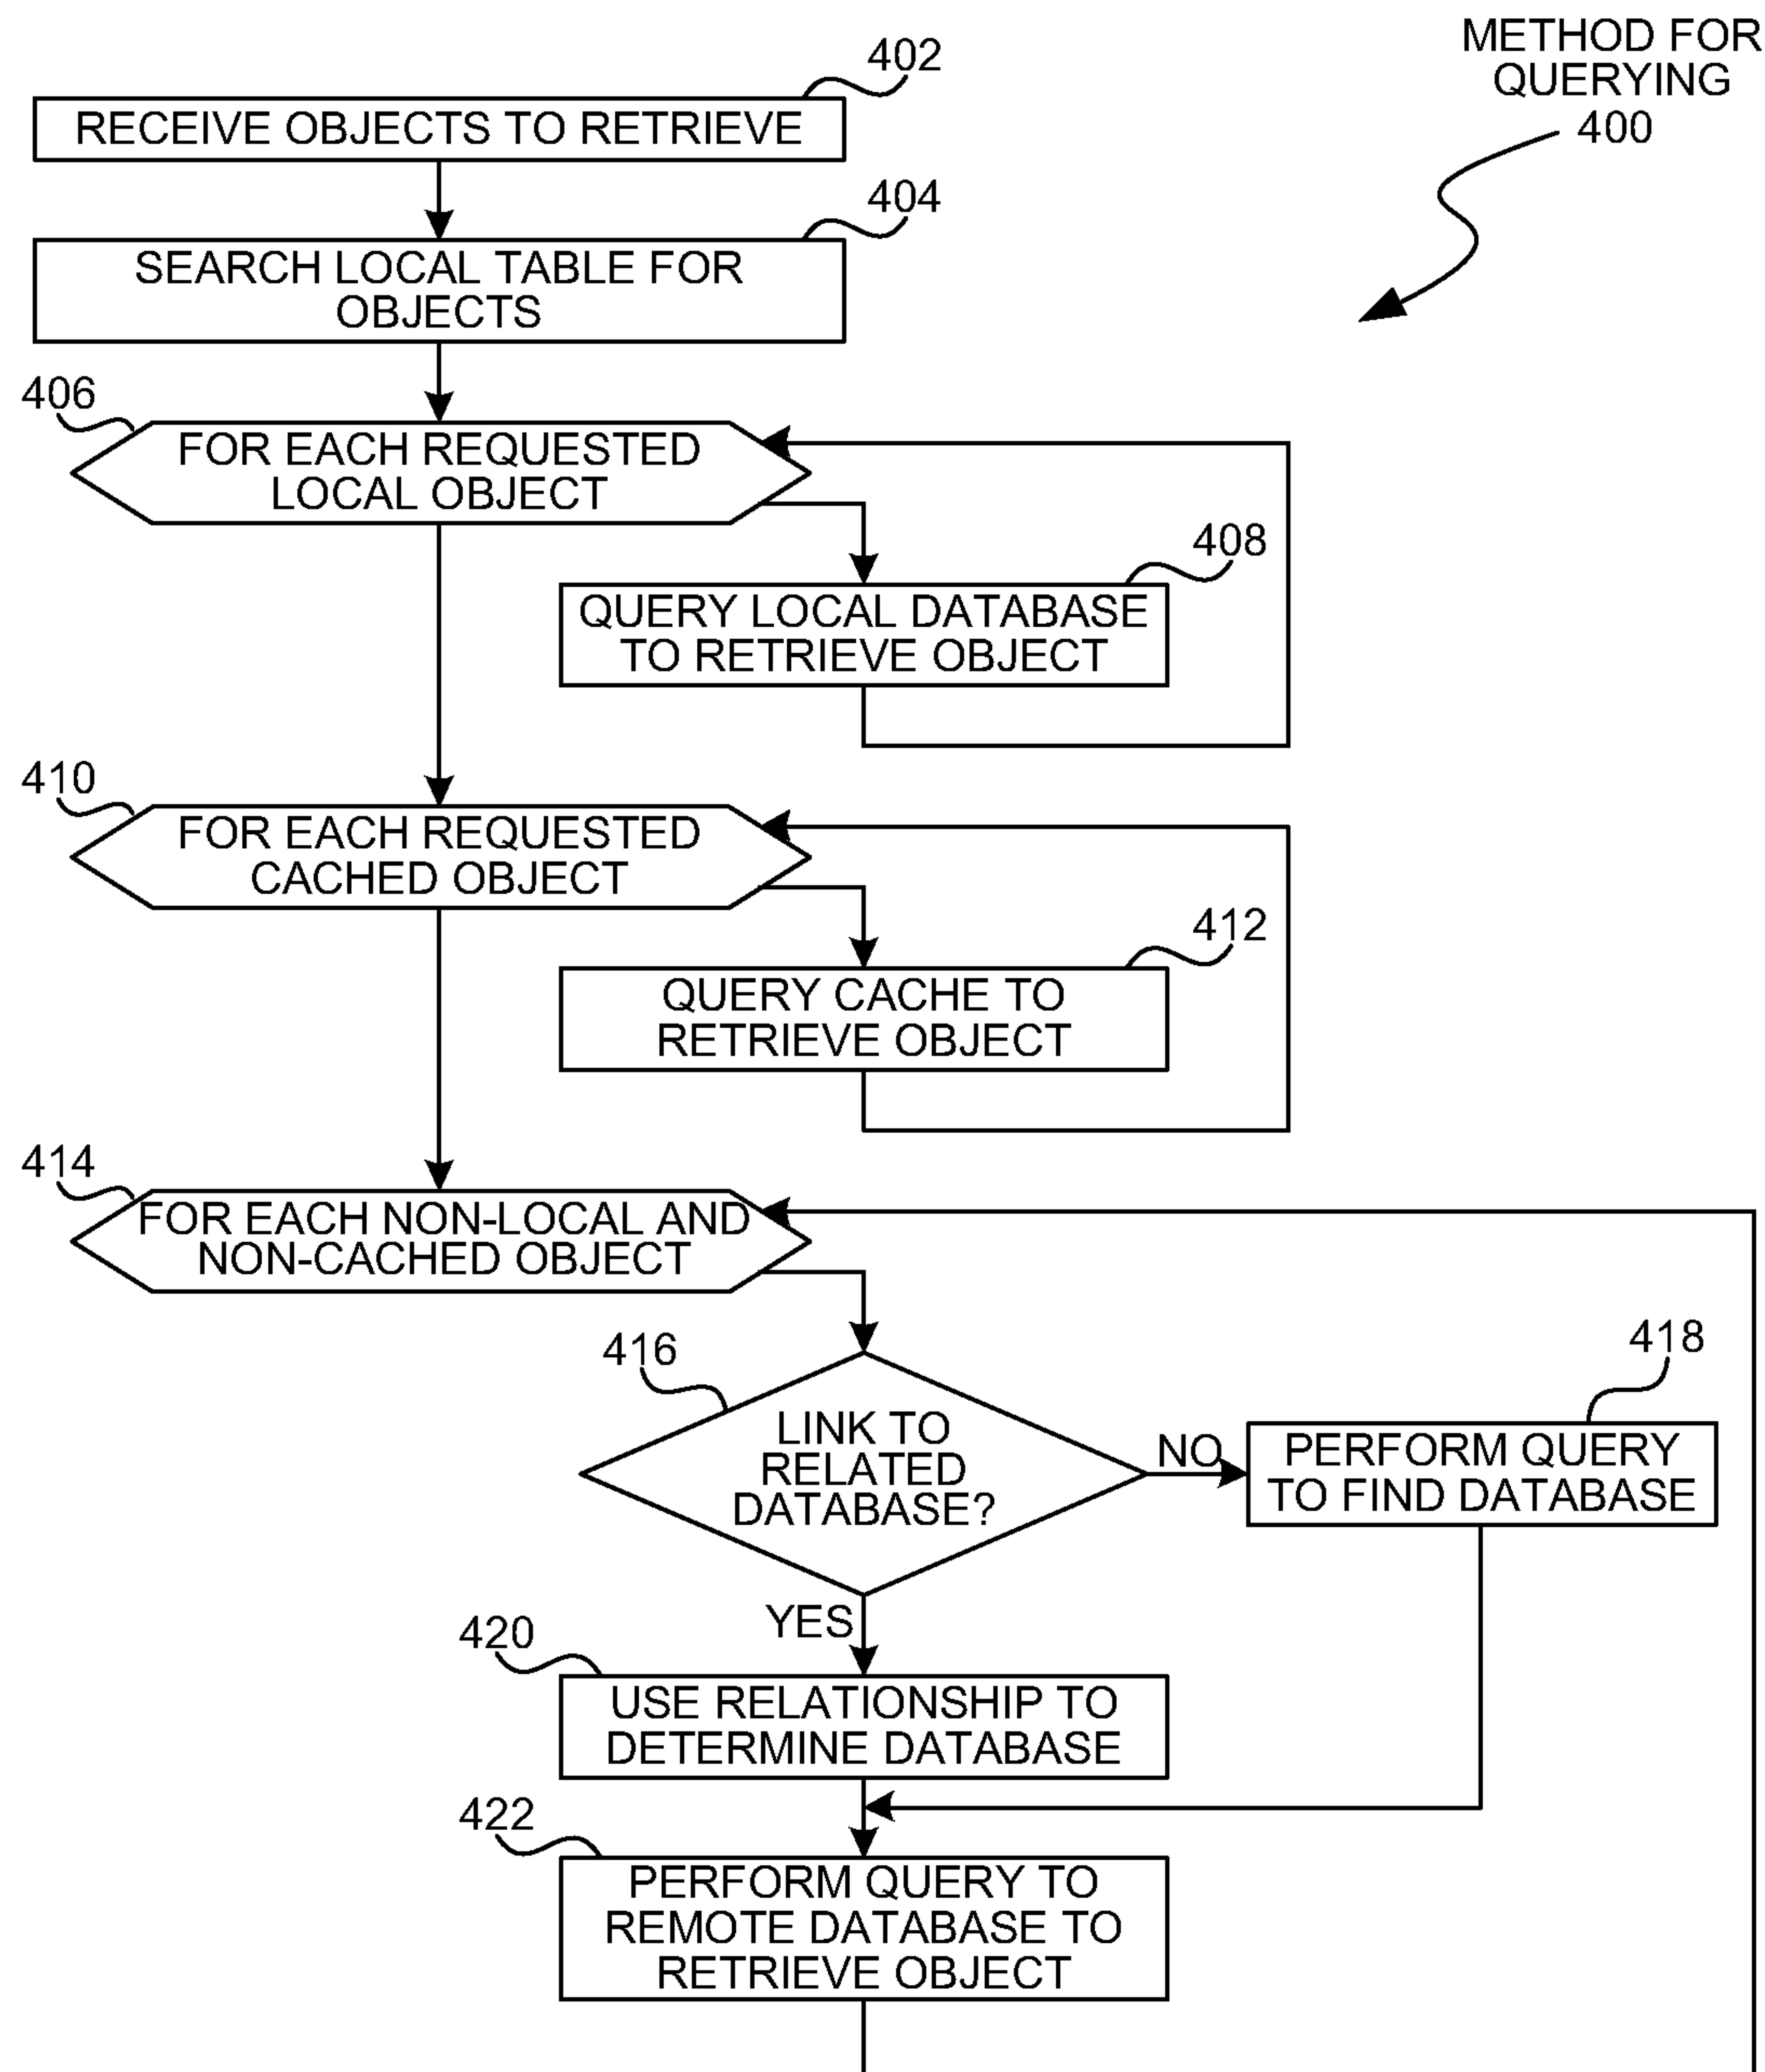 METHOD FOR
QUERYING
400
402
RECEIVE OBJECTS TO RETRIEVE
404
SEARCH LOCAL TABLE FOR
OBJECTS
406
FOR EACH REQUESTED
LOCAL OBJECT
408
QUERY LOCAL DATABASE
TO RETRIEVE OBJECT
410
FOR EACH REQUESTED
CACHED OBJECT
412
QUERY CACHE TO
RETRIEVE OBJECT
414
FOR EACH NON-LOCAL AND
NON-CACHED OBJECT
416
LINK TO
RELATED
DATABASE?
NO
418
PERFORM QUERY
TO FIND DATABASE
YES
420
USE RELATIONSHIP TO
DETERMINE DATABASE
422
PERFORM QUERY TO
REMOTE DATABASE TO
RETRIEVE OBJECT